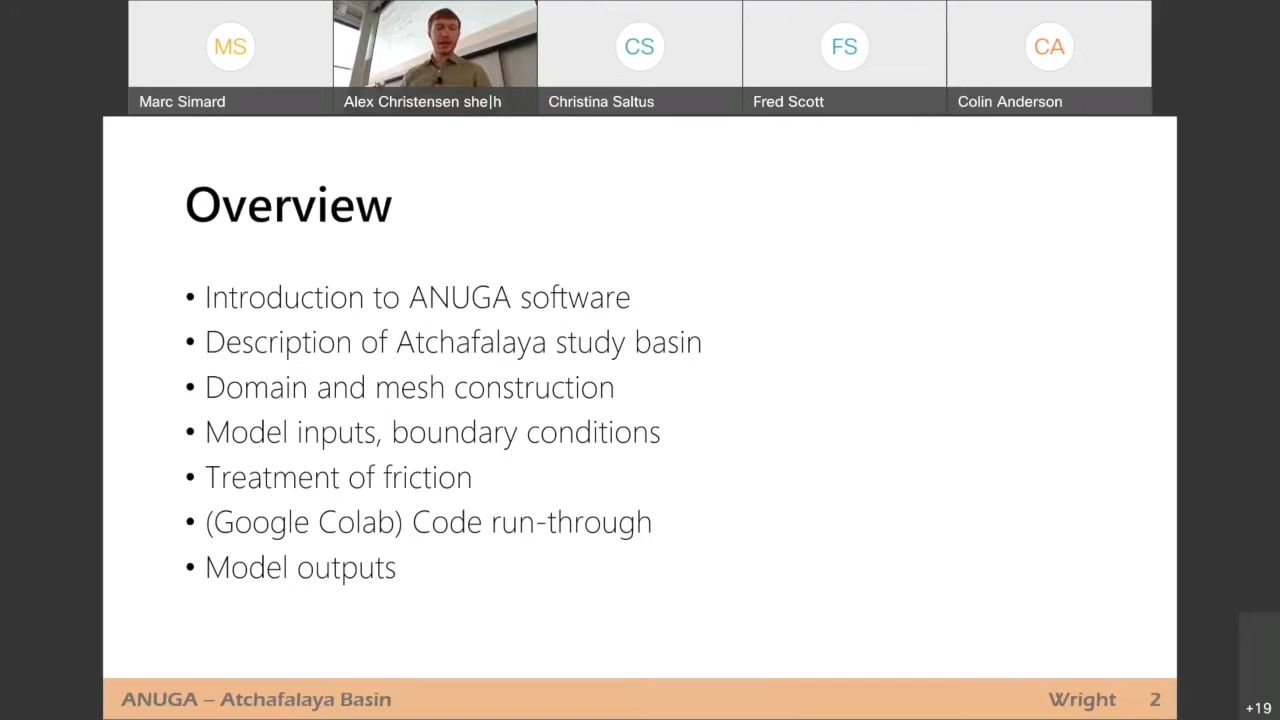 MS
CS
FS
CA
Marc Simard
Alex Christensen she|h
Christina Saltus
Fred Scott
Colin Anderson
Overview
• Introduction to ANUGA software
• Description of Atchafalaya study basin
• Domain and mesh construction
• Model inputs, boundary conditions
• Treatment of friction
• (Google Colab) Code run-through
• Model outputs
ANUGA – Atchafalaya Basin
Wright 2
+19